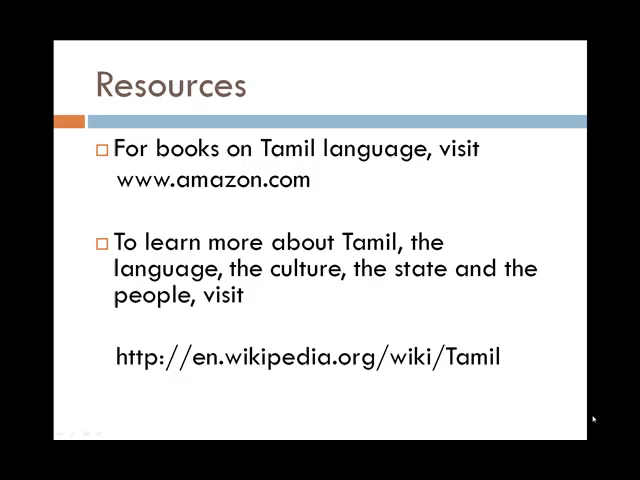 Resources
For books on Tamil language, visit
www.amazon.com
To learn more about Tamil, the
language, the culture, the state and the
people, visit
http://en.wikipedia.org/wiki/Tamil